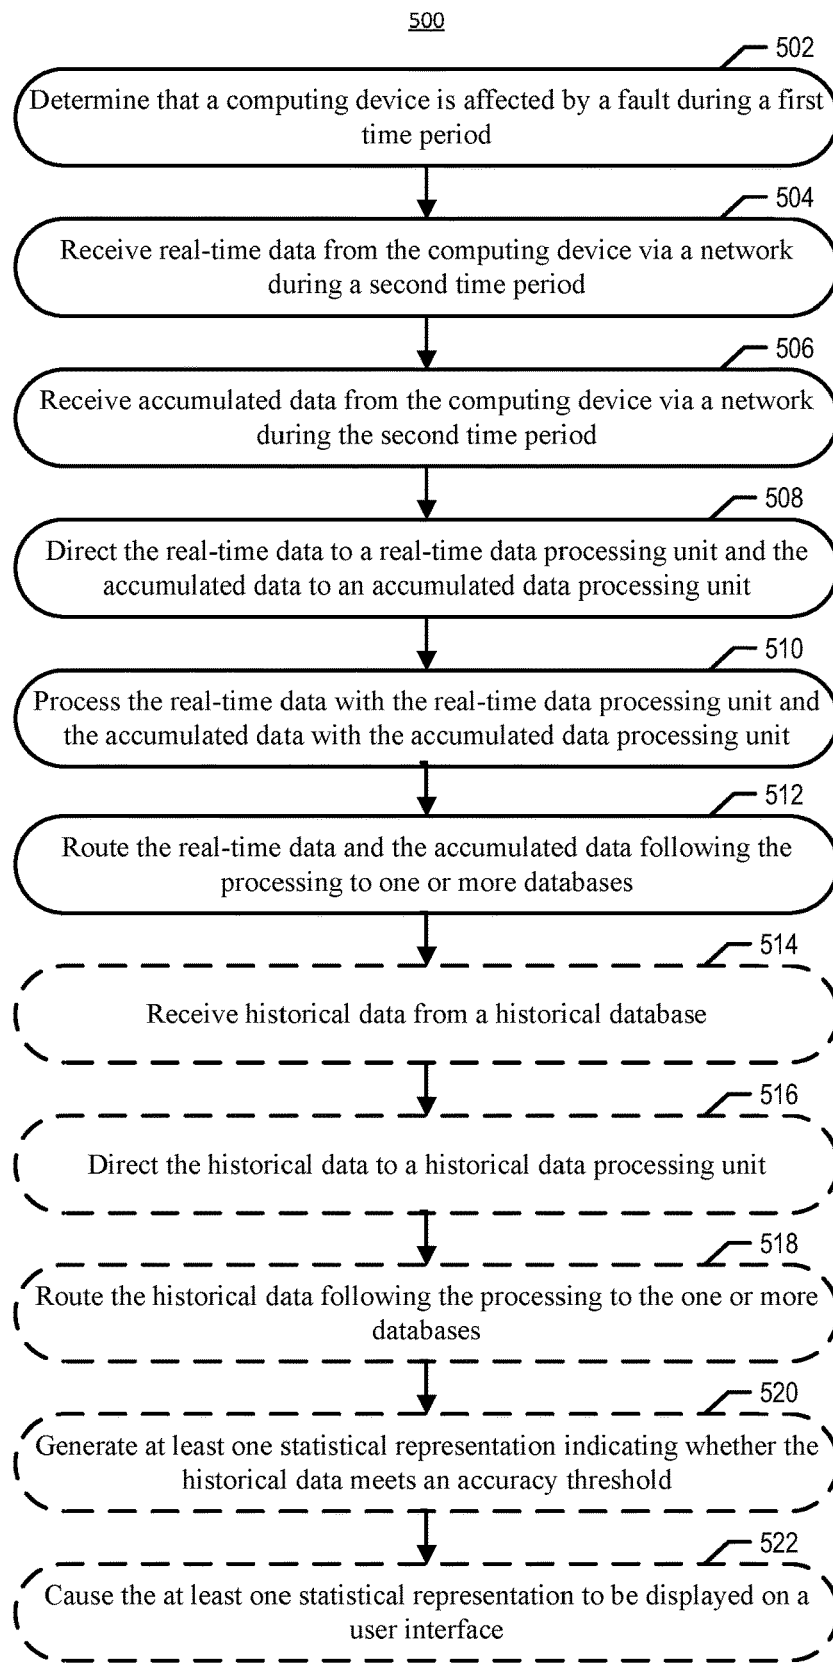 500
502
Determine that a computing device is affected by a fault during a first
time period
504
Receive real-time data from the computing device via a network
during a second time period
506
Receive accumulated data from the computing device via a network
during the second time period
508
Direct the real-time data to a real-time data processing unit and the
accumulated data to an accumulated data processing unit
510
Process the real-time data with the real-time data processing unit and
the accumulated data with the accumulated data processing unit
512
Route the real-time data and the accumulated data following the
processing to one or more databases
514
Receive historical data from a historical database
516
Direct the historical data to a historical data processing unit
518
Route the historical data following the processing to the one or more
databases
520
Generate at least one statistical representation indicating whether the
historical data meets an accuracy threshold
522
Cause the at least one statistical representation to be displayed on a
user interface